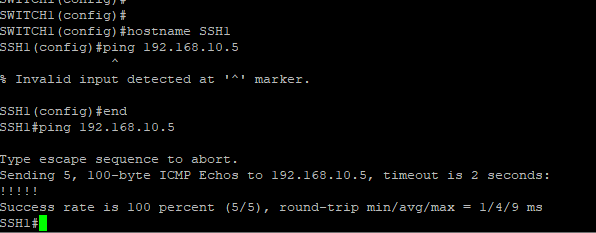 SWITCH1(config)#
SWITCH1(config)#
SWITCH1(config)#hostname SSH1
SSH1(config)#ping 192.168.10.5
^
% Invalid input detected at '^' marker.
SSH1(config)#end
SSH1#ping 192.168.10.5
Type escape sequence to abort.
Sending 5, 100-byte ICMP Echos to 192.168.10.5, timeout is 2 seconds:
!!!!!
Success rate is 100 percent (5/5), round-trip min/avg/max = 1/4/9 ms
SSH1#